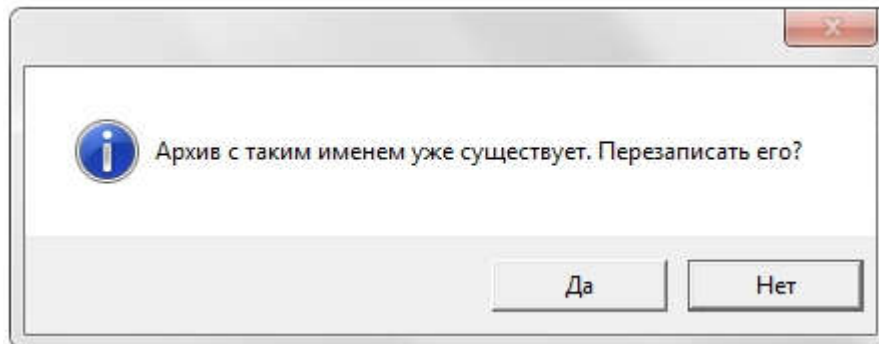 Архив с таким именем уже существует. Перезаписать его?
Да
Нет